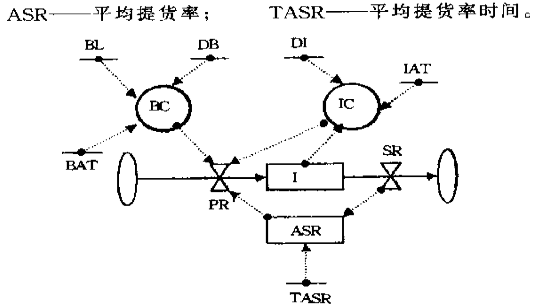 ASR——平均提货率； TASR——平均提货率时间。
BL DB DI IAT
BC IC
BAT SR
I
PR
ASR
TASR